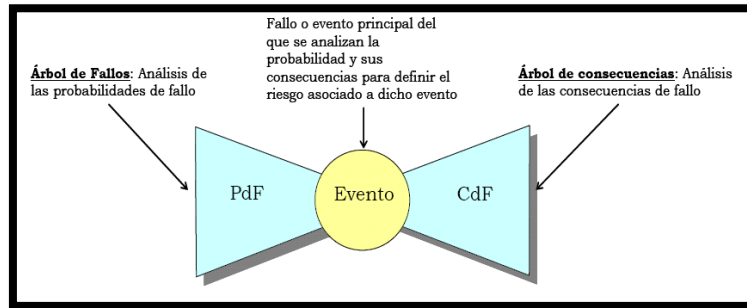 Fallo o evento principal del
que se analizan la
probabilidad y sus
consecuencias para definir el
riesgo asociado a dicho evento
Árbol de Fallos: Análisis de
las probabilidades de fallo
Árbol de consecuencias: Análisis
de las consecuencias de fallo
PdF
Evento
CdF